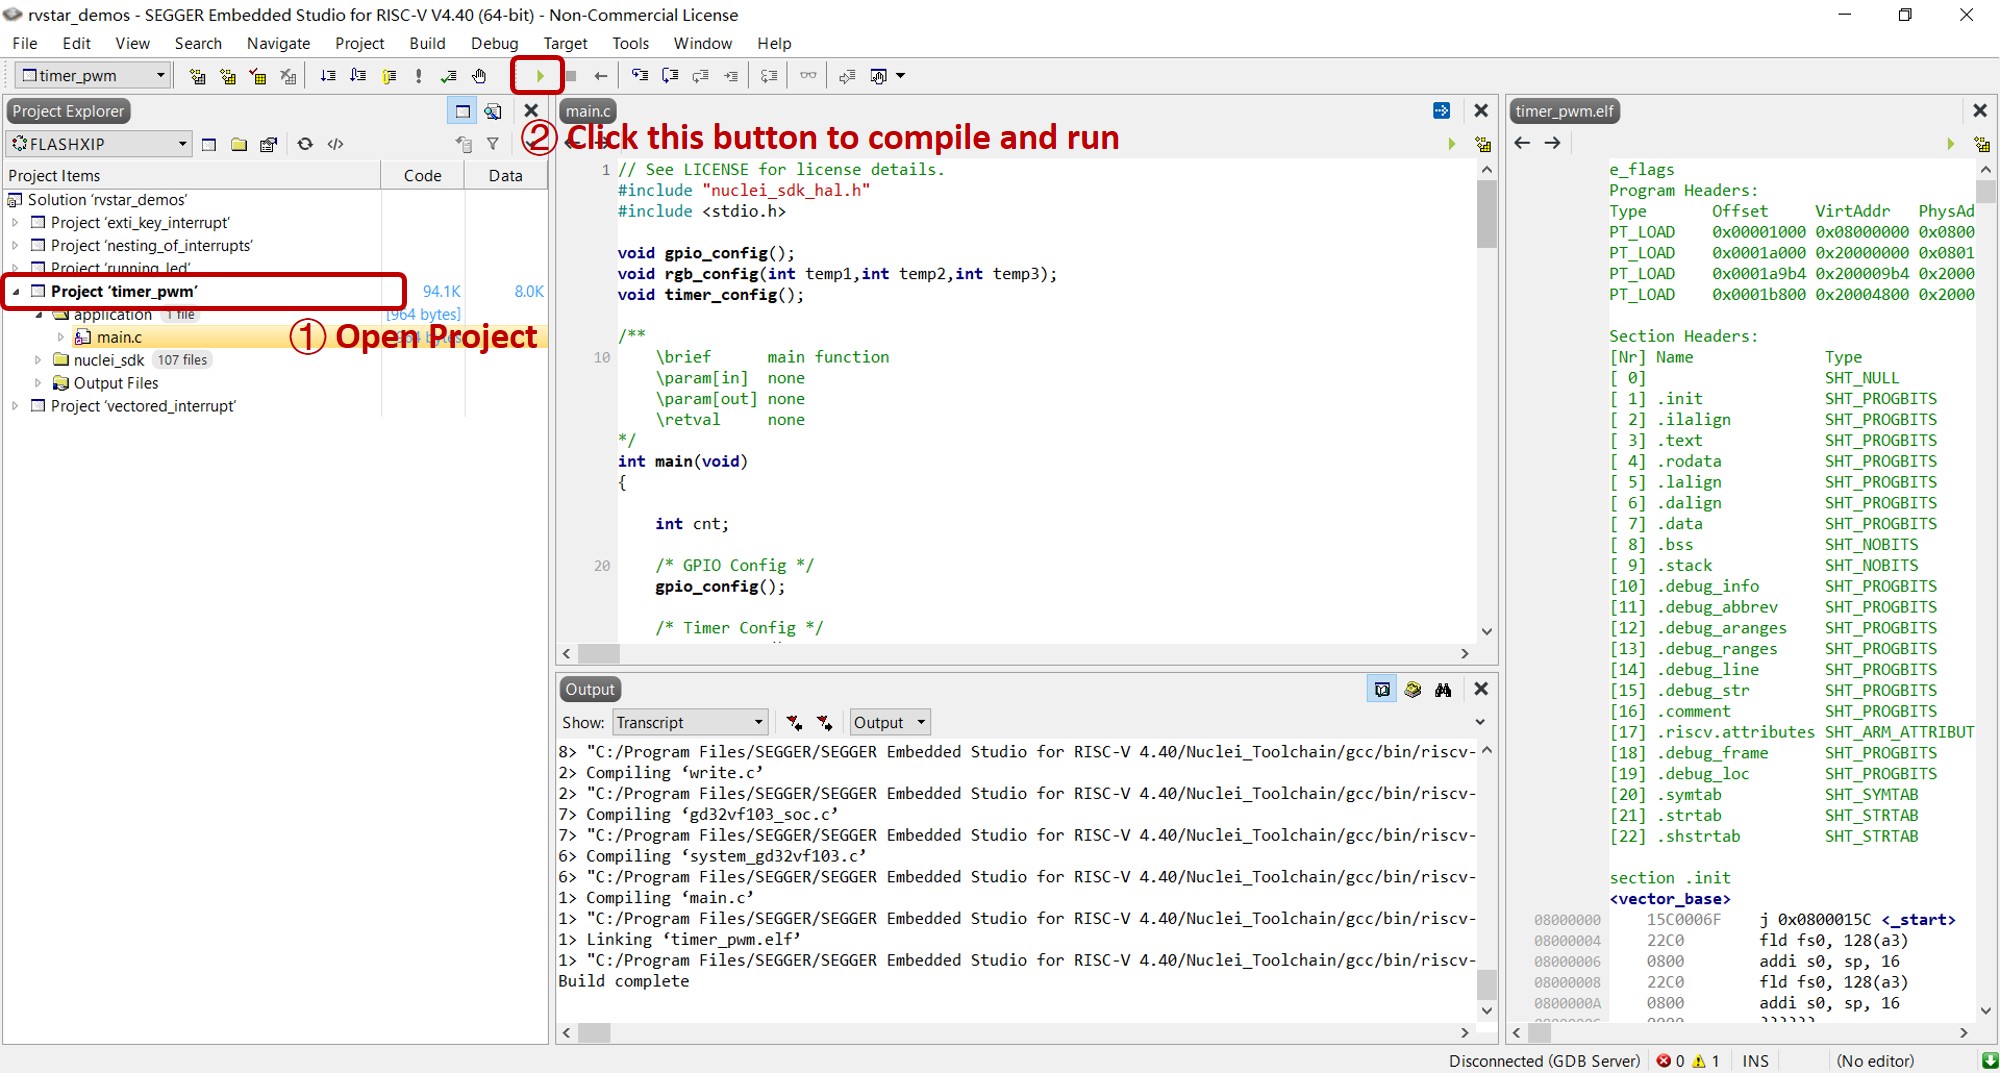 rvstar_demos - SEGGER Embedded Studio for RISC-V V4.40 (64-bit) - Non-Commercial License
File Edit View Search Navigate Project Build Debug Target Tools Window Help
timer_pwm
Project Explorer
FLASHXIP
Project Items Code Data
Solution 'rvstar_demos'
Project 'exti_key_interrupt'
Project 'nesting_of_interrupts'
Project 'running_led'
Project 'timer_pwm' 94.1K 8.0K
application 1 file [964 bytes]
main.c
① Open Project
nuclei_sdk 107 files
Output Files
Project 'vectored_interrupt'
main.c
② Click this button to compile and run
1 // See LICENSE for license details.
#include "nuclei_sdk_hal.h"
#include <stdio.h>
void gpio_config();
void rgb_config(int temp1,int temp2,int temp3);
void timer_config();
/**
10 \brief main function
\param[in] none
\param[out] none
\retval none
*/
int main(void)
{
int cnt;
20 /* GPIO Config */
gpio_config();
/* Timer Config */
Output
Show: Transcript Output
8> "C:/Program Files/SEGGER/SEGGER Embedded Studio for RISC-V 4.40/Nuclei_Toolchain/gcc/bin/riscv-
2> Compiling 'write.c'
2> "C:/Program Files/SEGGER/SEGGER Embedded Studio for RISC-V 4.40/Nuclei_Toolchain/gcc/bin/riscv-
7> Compiling 'gd32vf103_soc.c'
7> "C:/Program Files/SEGGER/SEGGER Embedded Studio for RISC-V 4.40/Nuclei_Toolchain/gcc/bin/riscv-
6> Compiling 'system_gd32vf103.c'
6> "C:/Program Files/SEGGER/SEGGER Embedded Studio for RISC-V 4.40/Nuclei_Toolchain/gcc/bin/riscv-
1> Compiling 'main.c'
1> "C:/Program Files/SEGGER/SEGGER Embedded Studio for RISC-V 4.40/Nuclei_Toolchain/gcc/bin/riscv-
1> Linking 'timer_pwm.elf'
1> "C:/Program Files/SEGGER/SEGGER Embedded Studio for RISC-V 4.40/Nuclei_Toolchain/gcc/bin/riscv-
Build complete
timer_pwm.elf
e_flags
Program Headers:
Type Offset VirtAddr PhysAd
PT_LOAD 0x00001000 0x08000000 0x0800
PT_LOAD 0x0001a000 0x20000000 0x0801
PT_LOAD 0x0001a9b4 0x200009b4 0x2000
PT_LOAD 0x0001b800 0x20004800 0x2000
Section Headers:
[Nr] Name Type
[ 0] SHT_NULL
[ 1] .init SHT_PROGBITS
[ 2] .ilalign SHT_PROGBITS
[ 3] .text SHT_PROGBITS
[ 4] .rodata SHT_PROGBITS
[ 5] .lalign SHT_PROGBITS
[ 6] .dalign SHT_PROGBITS
[ 7] .data SHT_PROGBITS
[ 8] .bss SHT_NOBITS
[ 9] .stack SHT_NOBITS
[10] .debug_info SHT_PROGBITS
[11] .debug_abbrev SHT_PROGBITS
[12] .debug_aranges SHT_PROGBITS
[13] .debug_ranges SHT_PROGBITS
[14] .debug_line SHT_PROGBITS
[15] .debug_str SHT_PROGBITS
[16] .comment SHT_PROGBITS
[17] .riscv.attributes SHT_ARM_ATTRIBUT
[18] .debug_frame SHT_PROGBITS
[19] .debug_loc SHT_PROGBITS
[20] .symtab SHT_SYMTAB
[21] .strtab SHT_STRTAB
[22] .shstrtab SHT_STRTAB
section .init
<vector_base>
08000000 15C0006F j 0x0800015C <_start>
08000004 22C0 fld fs0, 128(a3)
08000006 0800 addi s0, sp, 16
08000008 22C0 fld fs0, 128(a3)
0800000A 0800 addi s0, sp, 16
Disconnected (GDB Server) 0 1 INS (No editor)